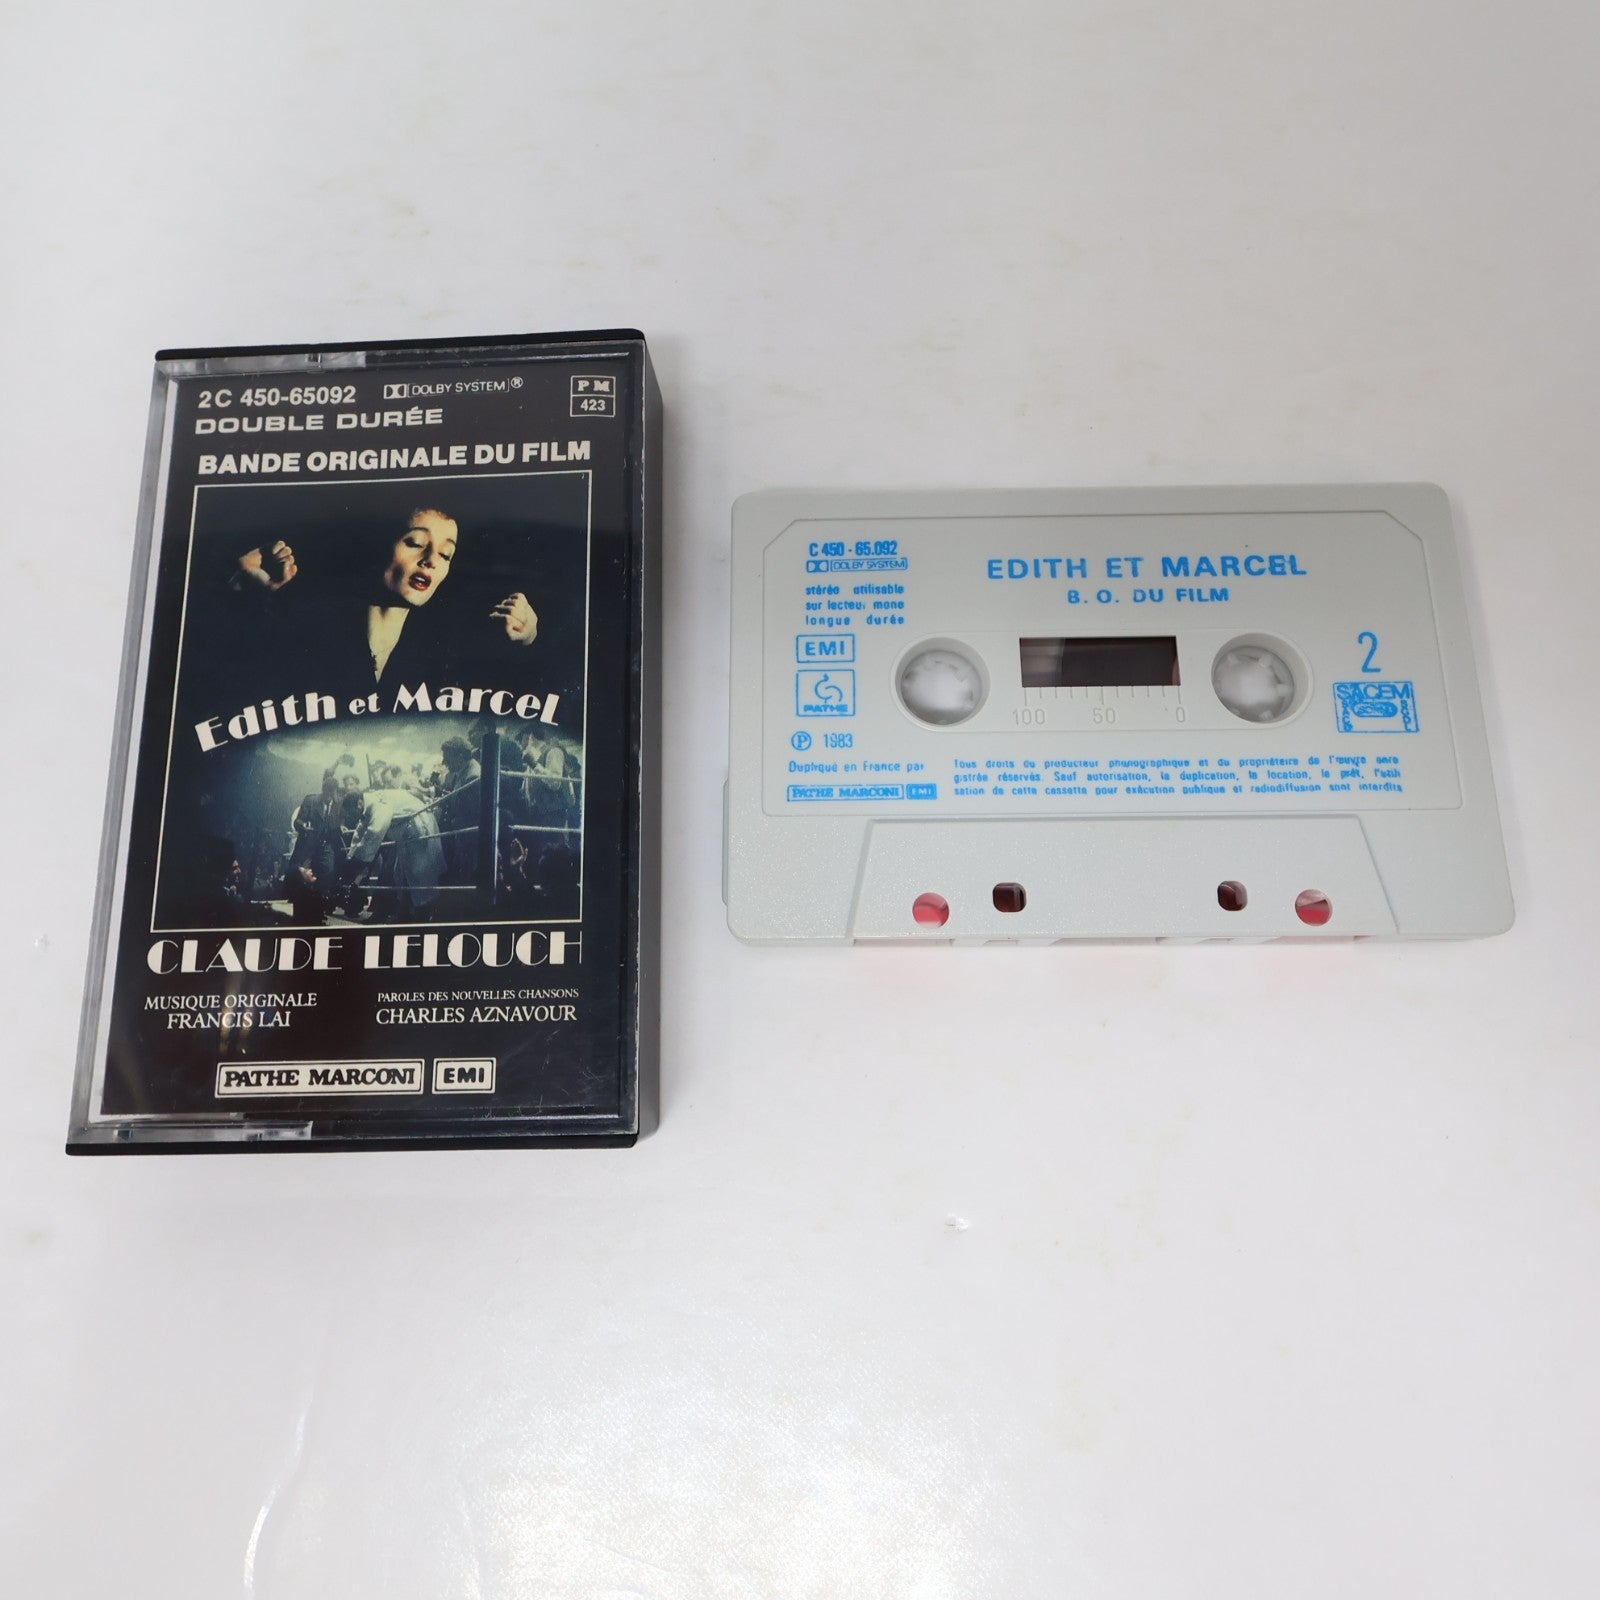 2C 450-65092 DOLBY SYSTEM®
PM
423
DOUBLE DURÉE
BANDE ORIGINALE DU FILM
Edith et Marcel
CLAUDE LELOUCH
MUSIQUE ORIGINALE
FRANCIS LAI
PAROLES DES NOUVELLES CHANSONS
CHARLES AZNAVOUR
PATHE MARCONI EMI
C 450 - 65.092
DOLBY SYSTEM
stéréo utilisable
sur lecteur mono
longue durée
EMI
PATHE
Ⓟ 1983
Dupliqué en France par
PATHE MARCONI EMI
EDITH ET MARCEL
B. O. DU FILM
2
SACEM
100 50 0
Tous droits du producteur phonographique et du propriétaire de l'œuvre enre
gistrée réservés. Sauf autorisation, la duplication, la location, le prêt, l'utili
sation de cette cassette pour exécution publique et radiodiffusion sont interdits